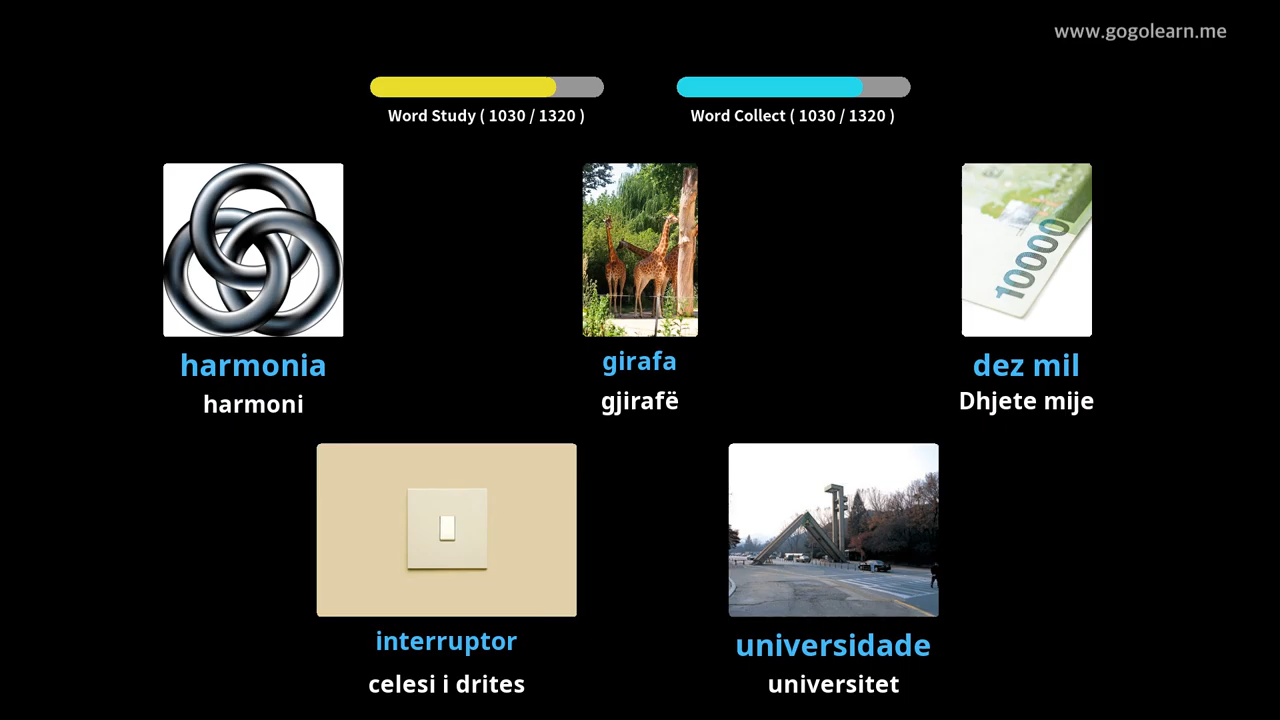 www.gogolearn.me
Word Study ( 1030 / 1320 )
Word Collect ( 1030 / 1320 )
10000
harmonia
harmoni
girafa
gjirafë
dez mil
Dhjete mije
interruptor
celesi i drites
universidade
universitet